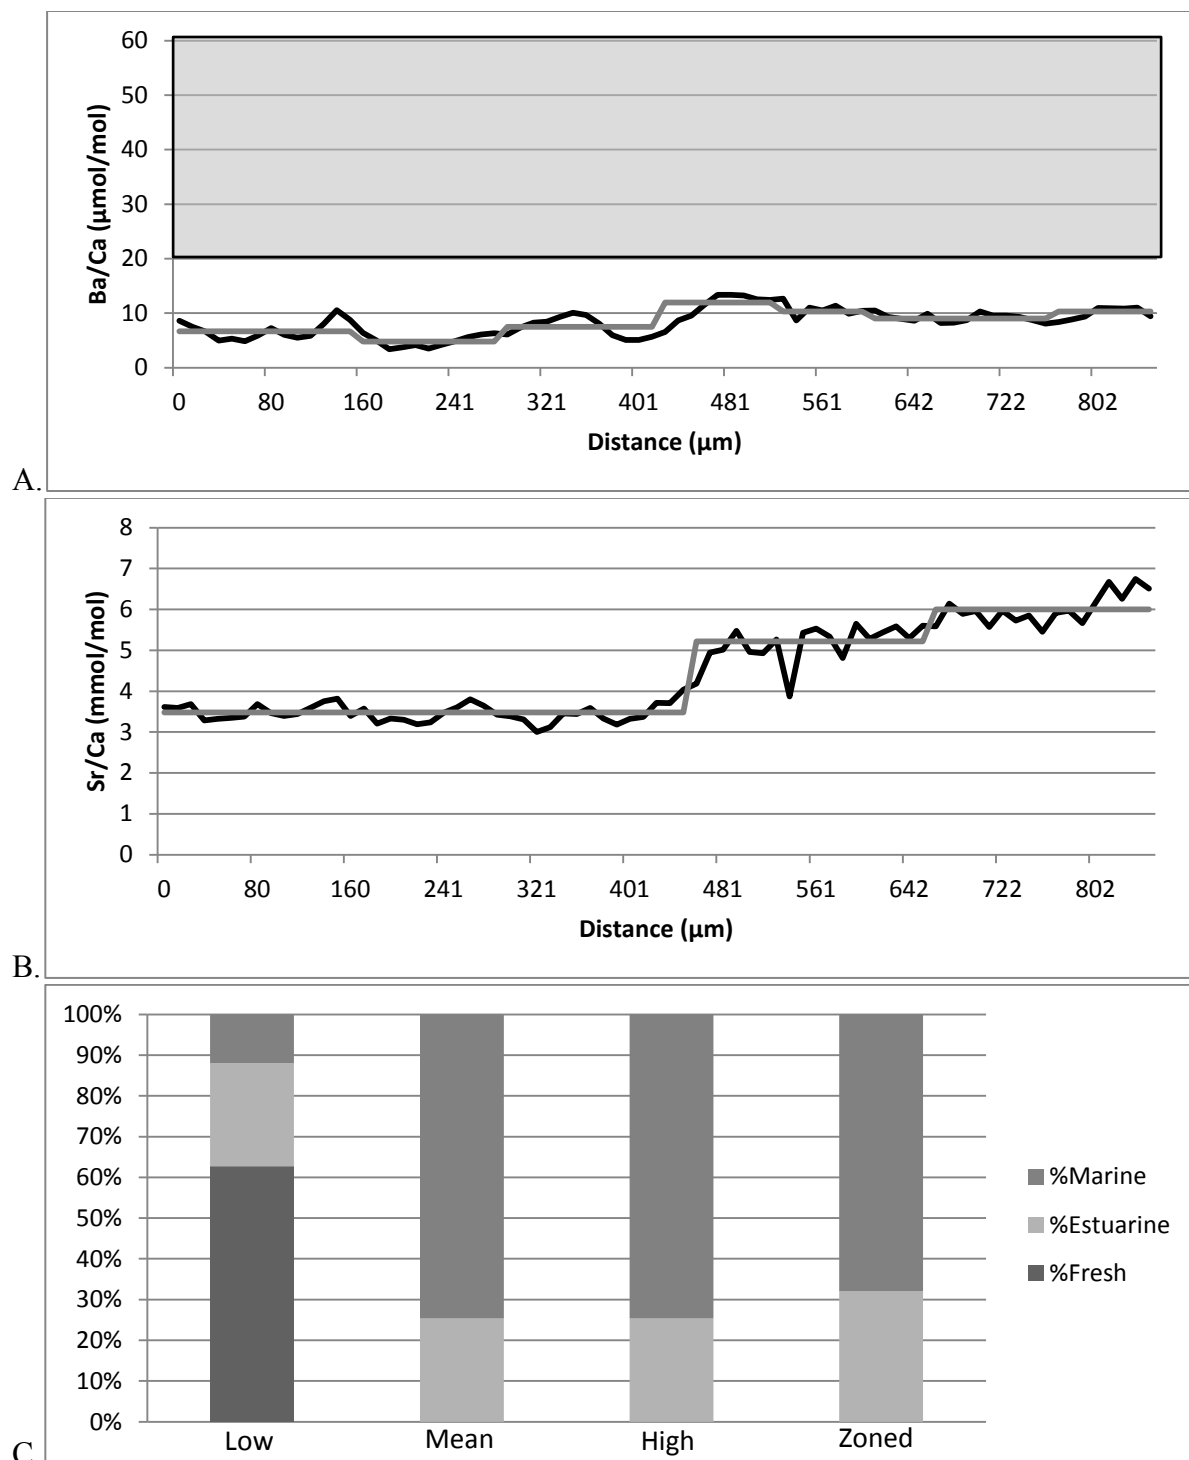 60
50
40
30
20
10
0
Ba/Ca (µmol/mol)
0 80 160 241 321 401 481 561 642 722 802
Distance (µm)
A.
8
7
6
5
4
3
2
1
0
Sr/Ca (mmol/mol)
0 80 160 241 321 401 481 561 642 722 802
Distance (µm)
B.
100%
90%
80%
70%
60%
50%
40%
30%
20%
10%
0%
%Marine
%Estuarine
%Fresh
Low Mean High Zoned
C